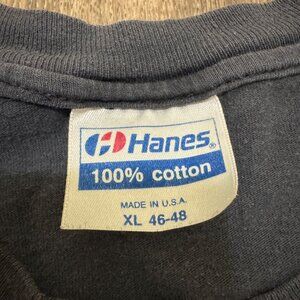 Hanes®
100% cotton
MADE IN U.S.A.
XL 46-48